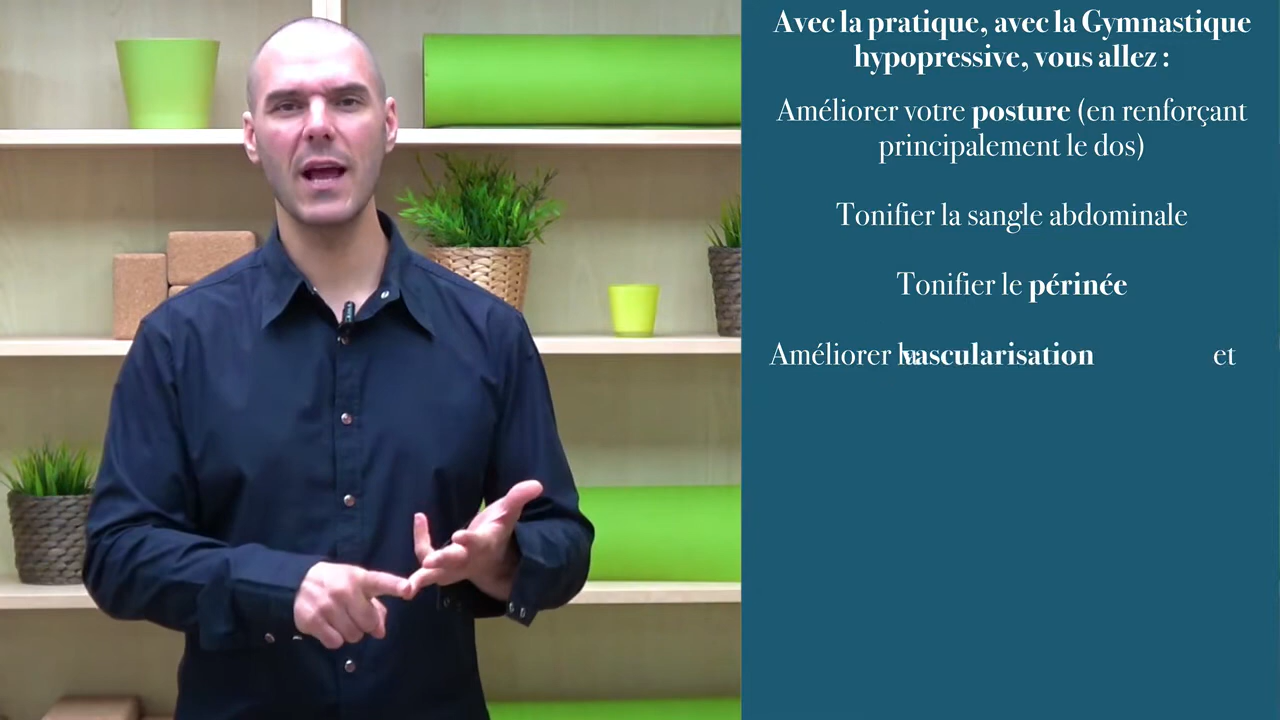 Avec la pratique, avec la Gymnastique
hypopressive, vous allez :
Améliorer votre posture (en renforçant
principalement le dos)
Tonifier la sangle abdominale
Tonifier le périnée
Améliorer la vascularisation et